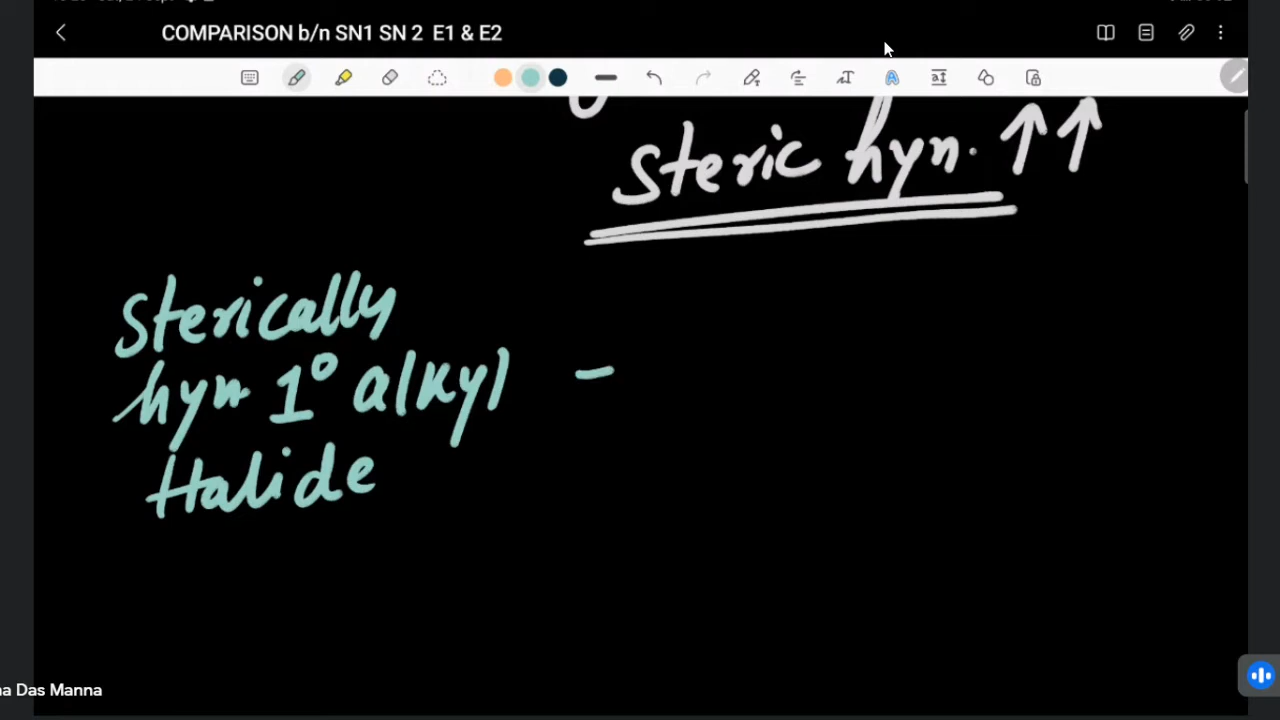 COMPARISON b/n SN1 SN 2 E1 & E2
steric hyn. ↑↑
Sterically
hyn 1° alkyl -
Halide
Das Manna